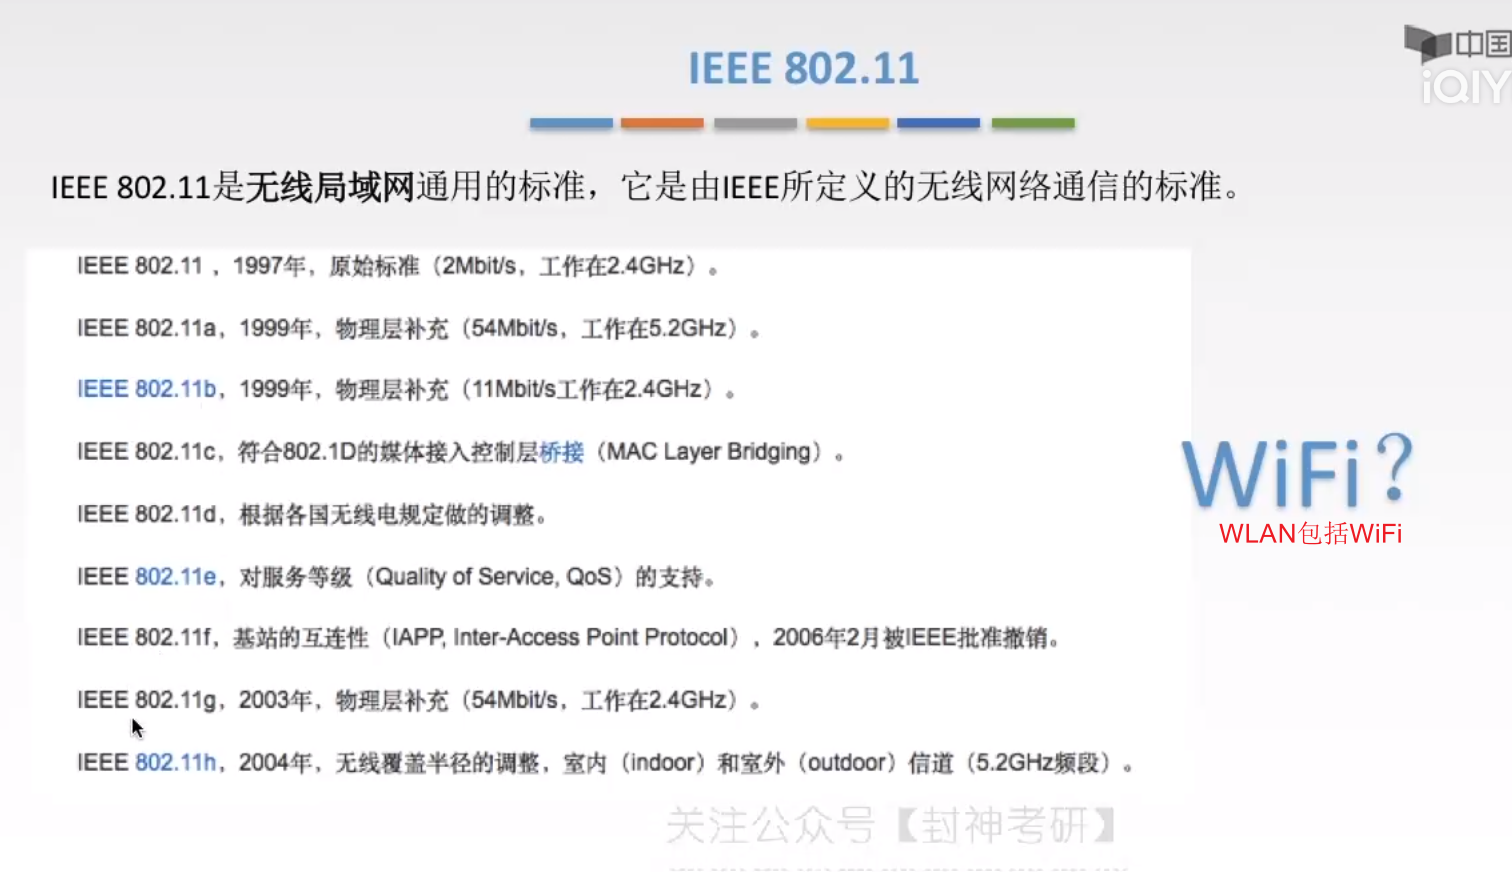 中国
iQIY
IEEE 802.11
IEEE 802.11是无线局域网通用的标准，它是由IEEE所定义的无线网络通信的标准。
IEEE 802.11 ，1997年，原始标准（2Mbit/s，工作在2.4GHz）。
IEEE 802.11a，1999年，物理层补充（54Mbit/s，工作在5.2GHz）。
IEEE 802.11b，1999年，物理层补充（11Mbit/s工作在2.4GHz）。
IEEE 802.11c，符合802.1D的媒体接入控制层桥接（MAC Layer Bridging）。
IEEE 802.11d，根据各国无线电规定做的调整。
IEEE 802.11e，对服务等级（Quality of Service, QoS）的支持。
IEEE 802.11f，基站的互连性（IAPP, Inter-Access Point Protocol），2006年2月被IEEE批准撤销。
IEEE 802.11g，2003年，物理层补充（54Mbit/s，工作在2.4GHz）。
IEEE 802.11h，2004年，无线覆盖半径的调整，室内（indoor）和室外（outdoor）信道（5.2GHz频段）。
WiFi？
WLAN包括WiFi
关注公众号【封神考研】